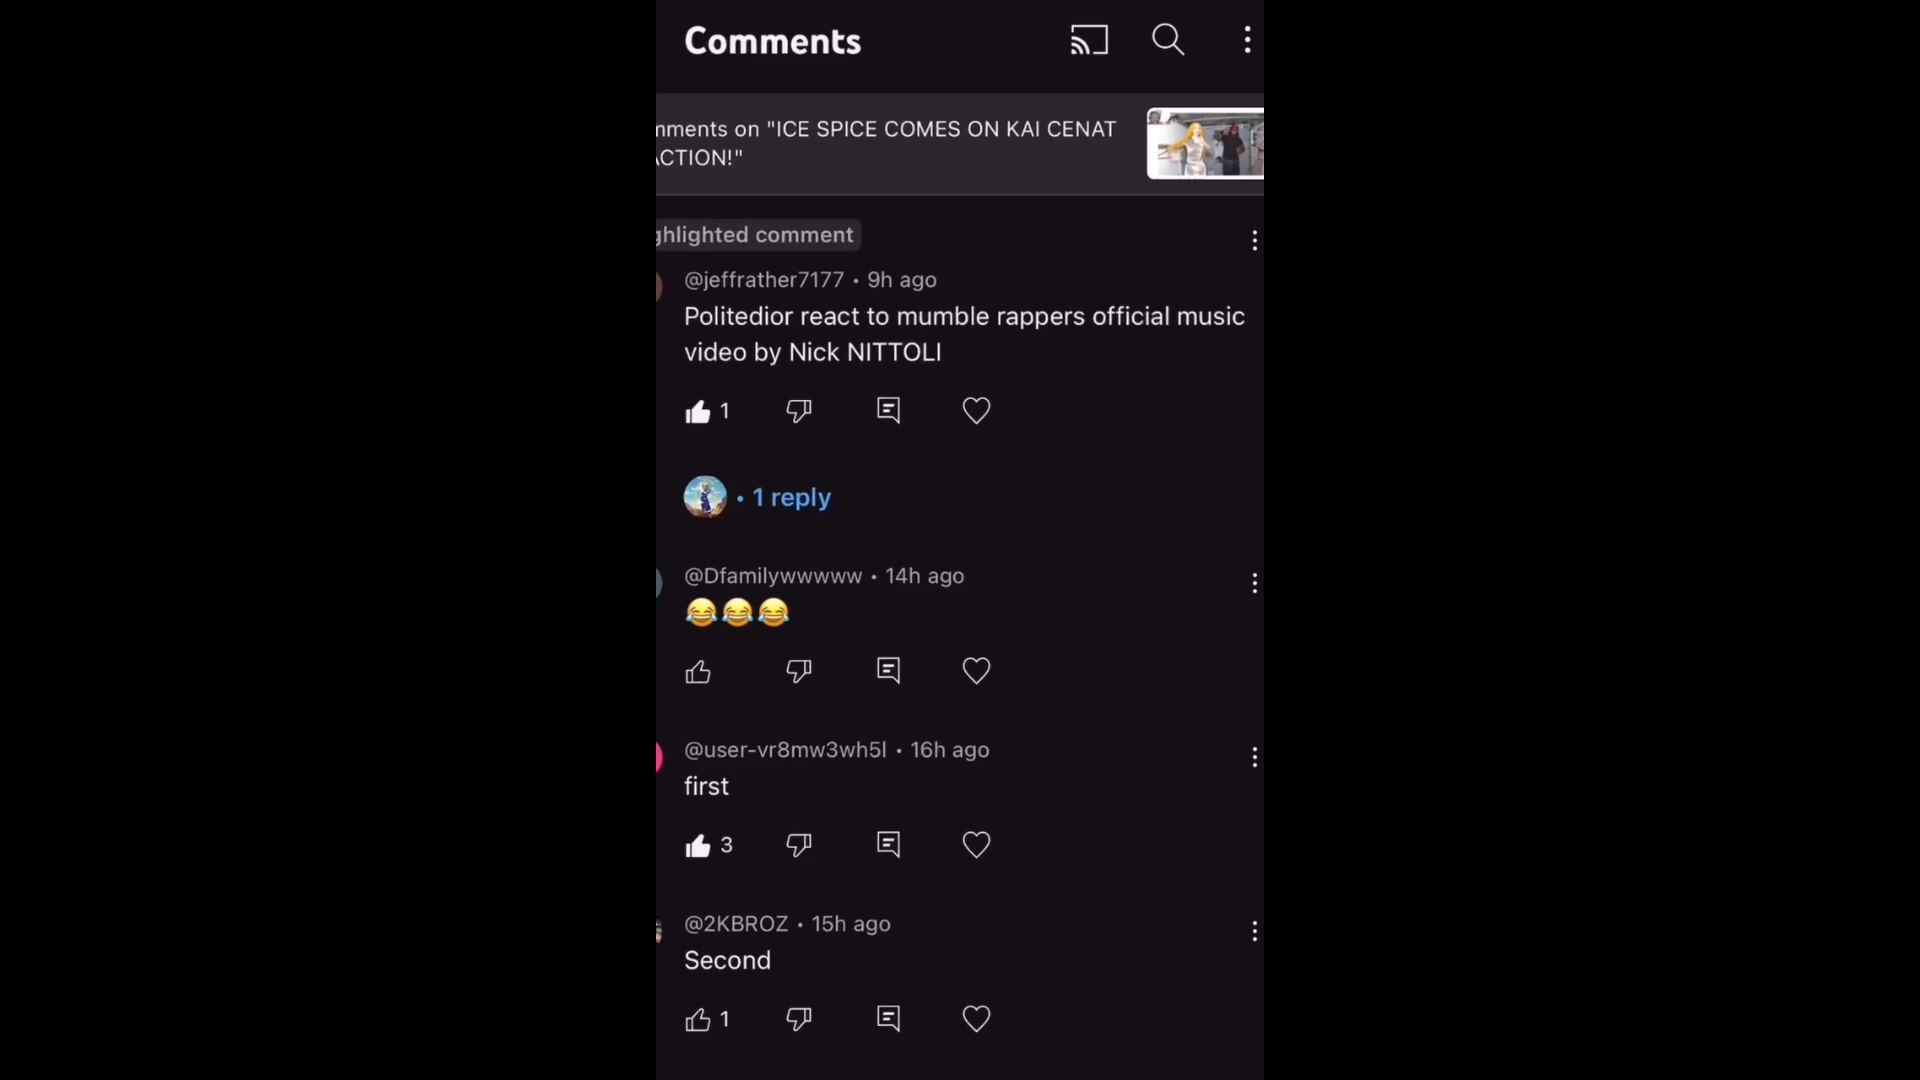 Comments
mments on "ICE SPICE COMES ON KAI CENAT
ACTION!"
ghlighted comment
@jeffrather7177 • 9h ago
Politedior react to mumble rappers official music
video by Nick NITTOLI
1
• 1 reply
@Dfamilywwwww • 14h ago
😂😂😂
@user-vr8mw3wh5l • 16h ago
first
3
@2KBROZ • 15h ago
Second
1